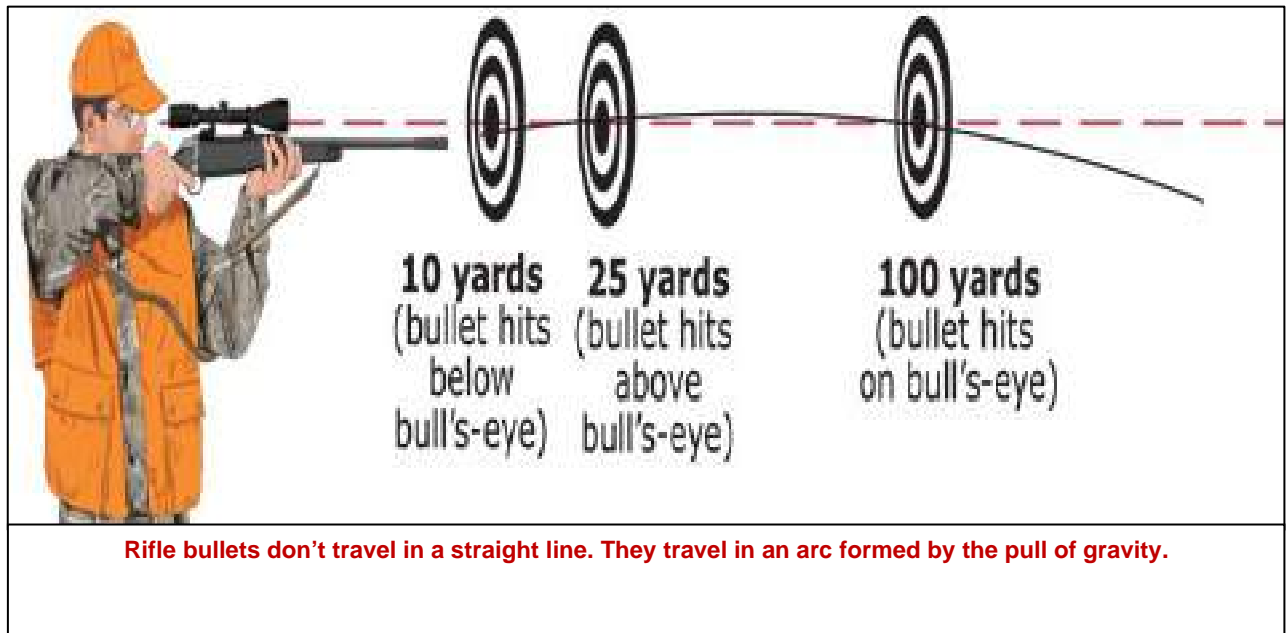 10 yards
(bullet hits
below
bull's-eye)
25 yards
(bullet hits
above
bull's-eye)
100 yards
(bullet hits
on bull's-eye)
Rifle bullets don’t travel in a straight line. They travel in an arc formed by the pull of gravity.